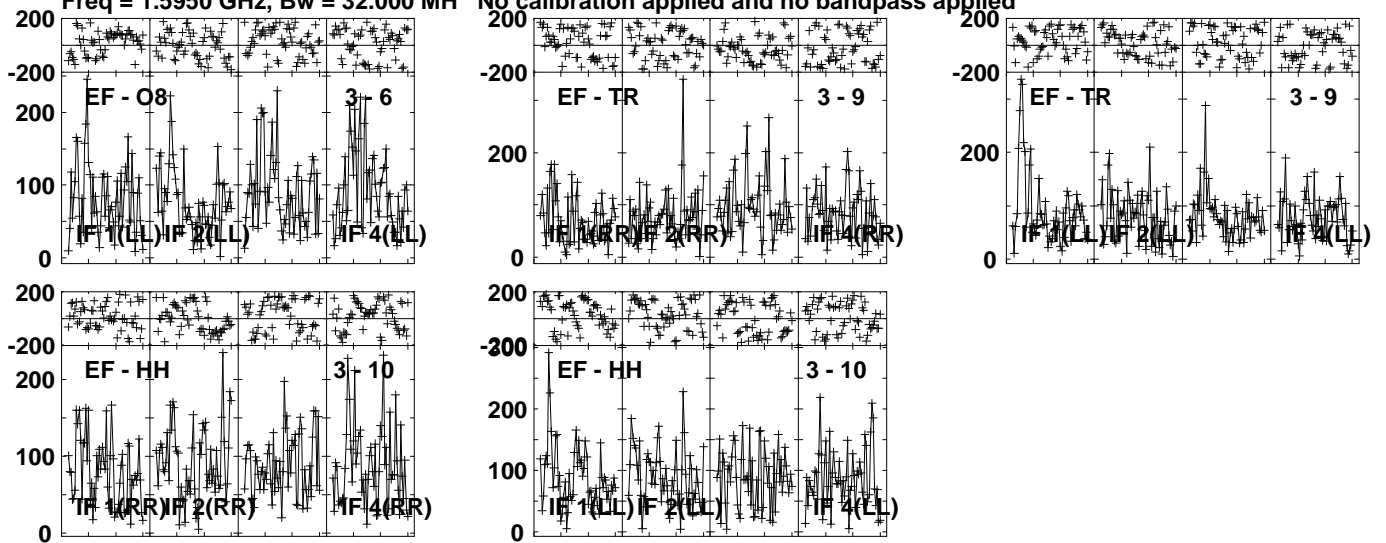 Freq = 1.5950 GHz, Bw = 32.000 MH No calibration applied and no bandpass applied
200
-200
EF - O8
3 - 6
200
100
0
IF 1(LL)
IF 2(LL)
IF 4(LL)
200
-200
EF - TR
3 - 9
200
0
IF 1(RR)
IF 2(RR)
IF 4(RR)
200
-200
EF - TR
3 - 9
200
0
IF 1(LL)
IF 2(LL)
IF 4(LL)
200
-200
EF - HH
3 - 10
200
100
0
IF 1(RR)
IF 2(RR)
IF 4(RR)
200
-200
300
EF - HH
3 - 10
200
100
0
IF 1(LL)
IF 2(LL)
IF 4(LL)